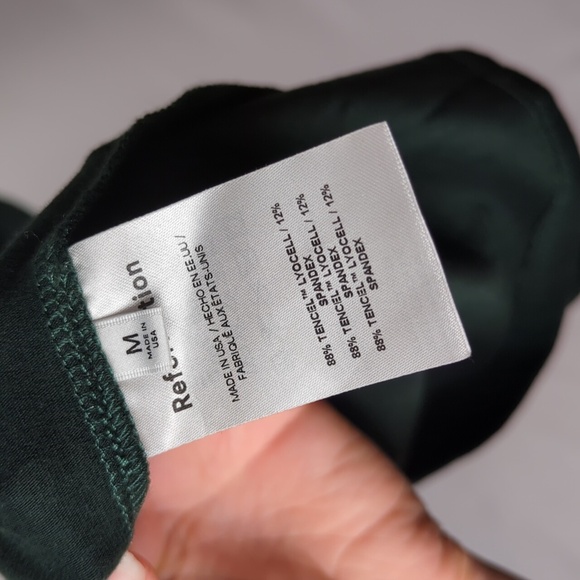 Refo tion
M
MADE IN
USA
MADE IN USA / HECHO EN EE.UU /
FABRIQUÉ AUX ÉTATS-UNIS
88% TENCEL™ LYOCELL / 12%
SPANDEX
88% TENCEL™ LYOCELL / 12%
SPANDEX
88% TENCEL™ LYOCELL / 12%
SPANDEX